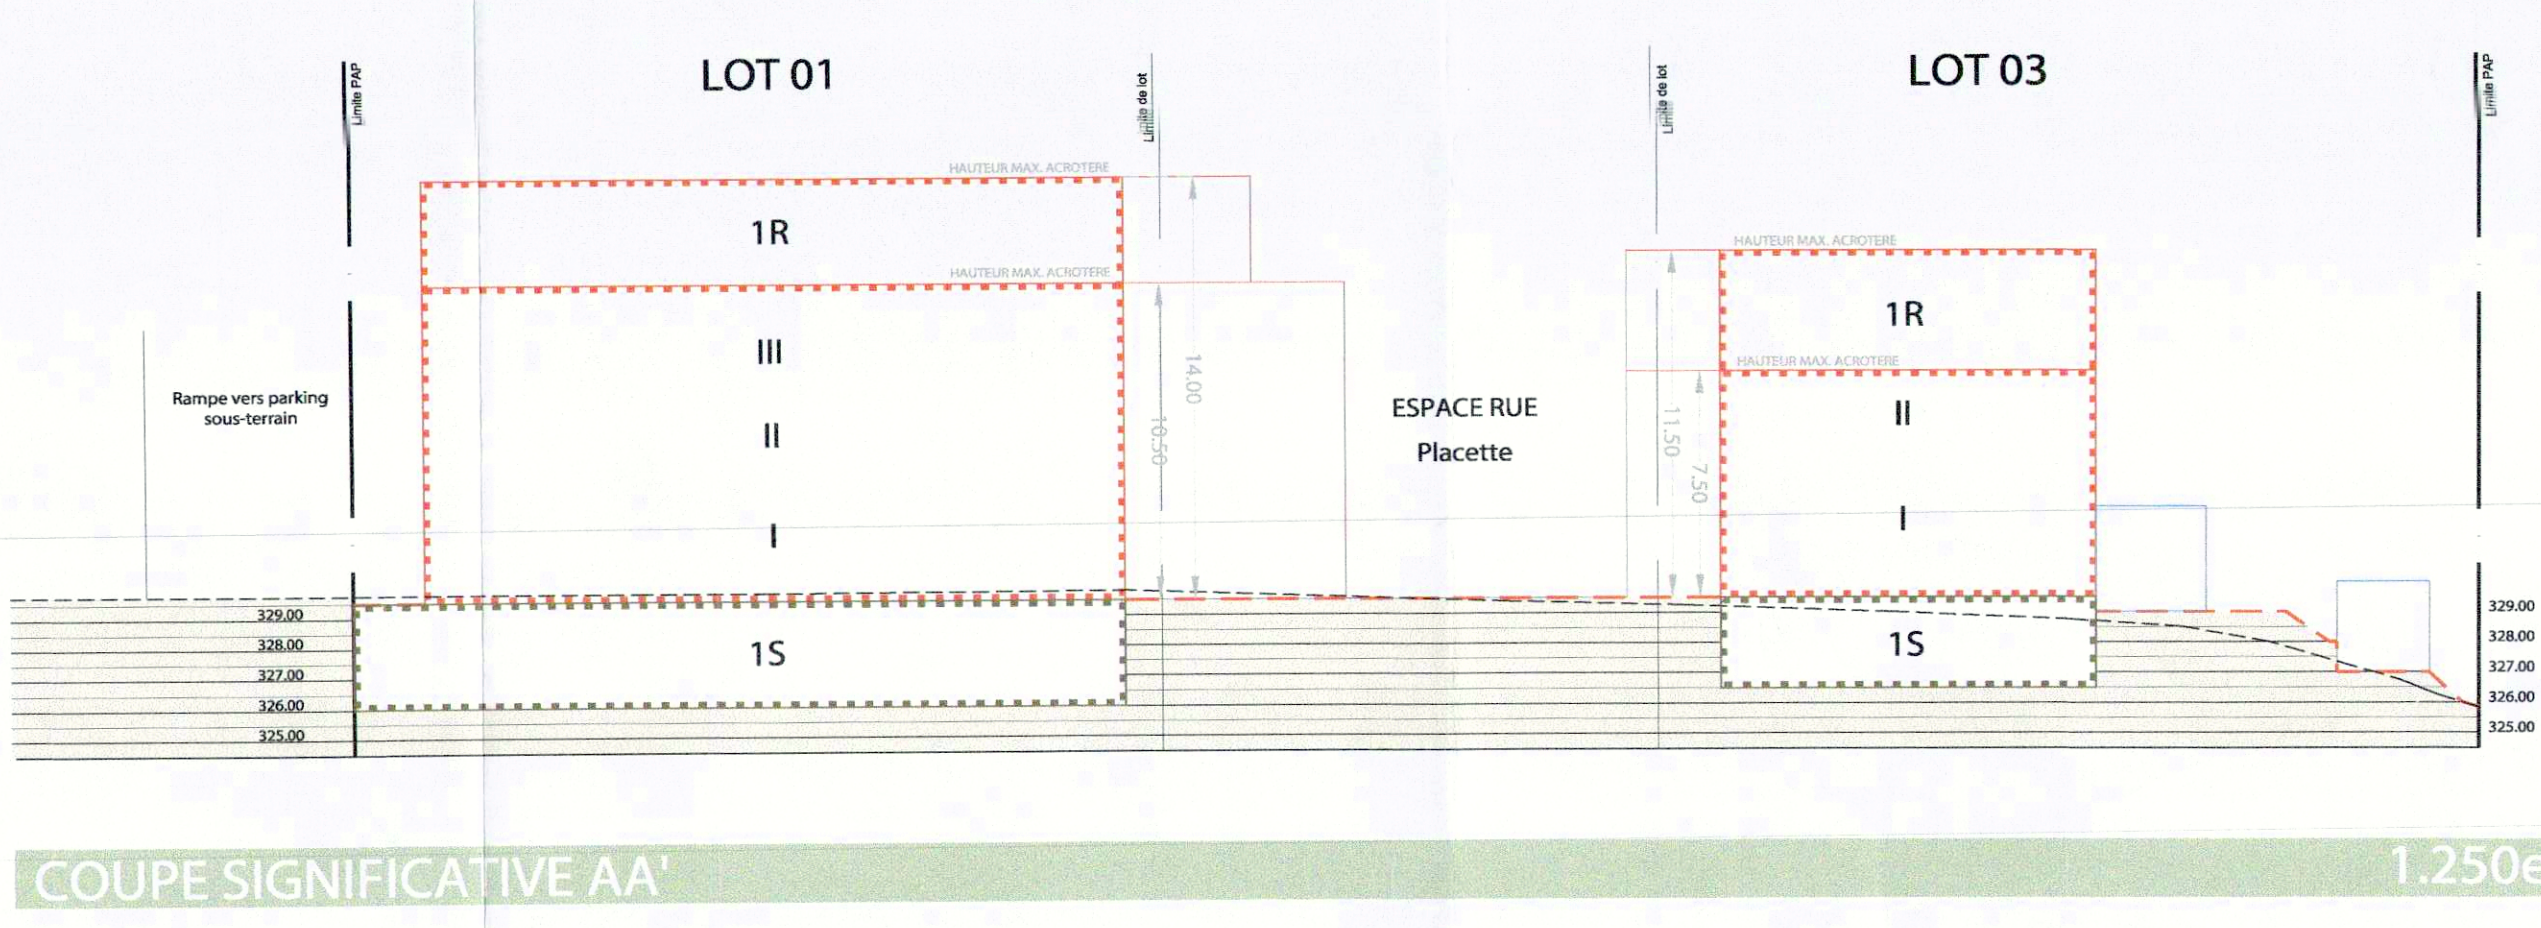 LOT 01
LOT 03
Limite PAP
Limite de lot
Limite de lot
Limite PAP
HAUTEUR MAX. ACROTERE
1R
HAUTEUR MAX. ACROTERE
III
II
I
14.00
10.50
Rampe vers parking
sous-terrain
ESPACE RUE
Placette
HAUTEUR MAX. ACROTERE
1R
HAUTEUR MAX. ACROTERE
II
I
11.50
7.50
329.00
328.00
327.00
326.00
325.00
1S
1S
329.00
328.00
327.00
326.00
325.00
COUPE SIGNIFICATIVE AA'
1.250e